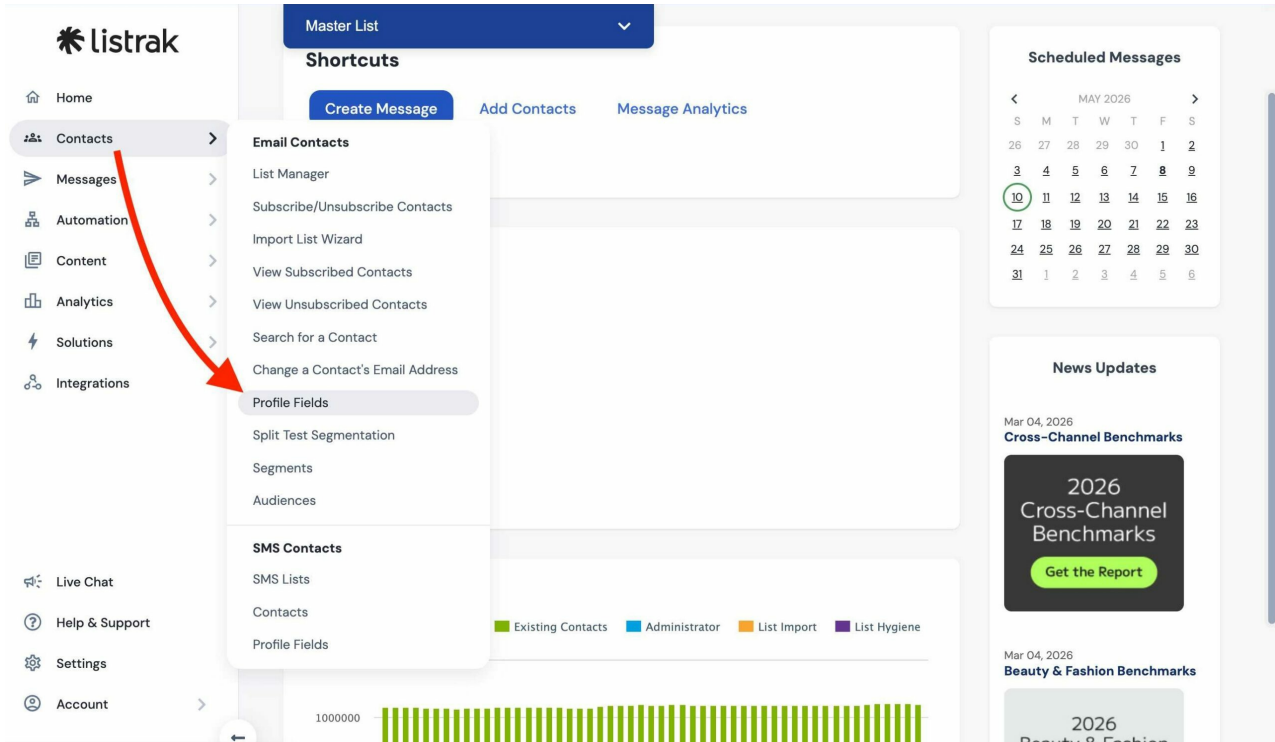 listrak
Home
Contacts
Messages
Automation
Content
Analytics
Solutions
Integrations
Live Chat
Help & Support
Settings
Account
Email Contacts
List Manager
Subscribe/Unsubscribe Contacts
Import List Wizard
View Subscribed Contacts
View Unsubscribed Contacts
Search for a Contact
Change a Contact's Email Address
Profile Fields
Split Test Segmentation
Segments
Audiences
SMS Contacts
SMS Lists
Contacts
Profile Fields
Master List
Shortcuts
Create Message Add Contacts Message Analytics
Existing Contacts Administrator List Import List Hygiene
1000000
Scheduled Messages
MAY 2026
S M T W T F S
26 27 28 29 30 1 2
3 4 5 6 7 8 9
10 11 12 13 14 15 16
17 18 19 20 21 22 23
24 25 26 27 28 29 30
31 1 2 3 4 5 6
News Updates
Mar 04, 2026
Cross-Channel Benchmarks
2026
Cross-Channel
Benchmarks
Get the Report
Mar 04, 2026
Beauty & Fashion Benchmarks
2026
Beauty & Fashion